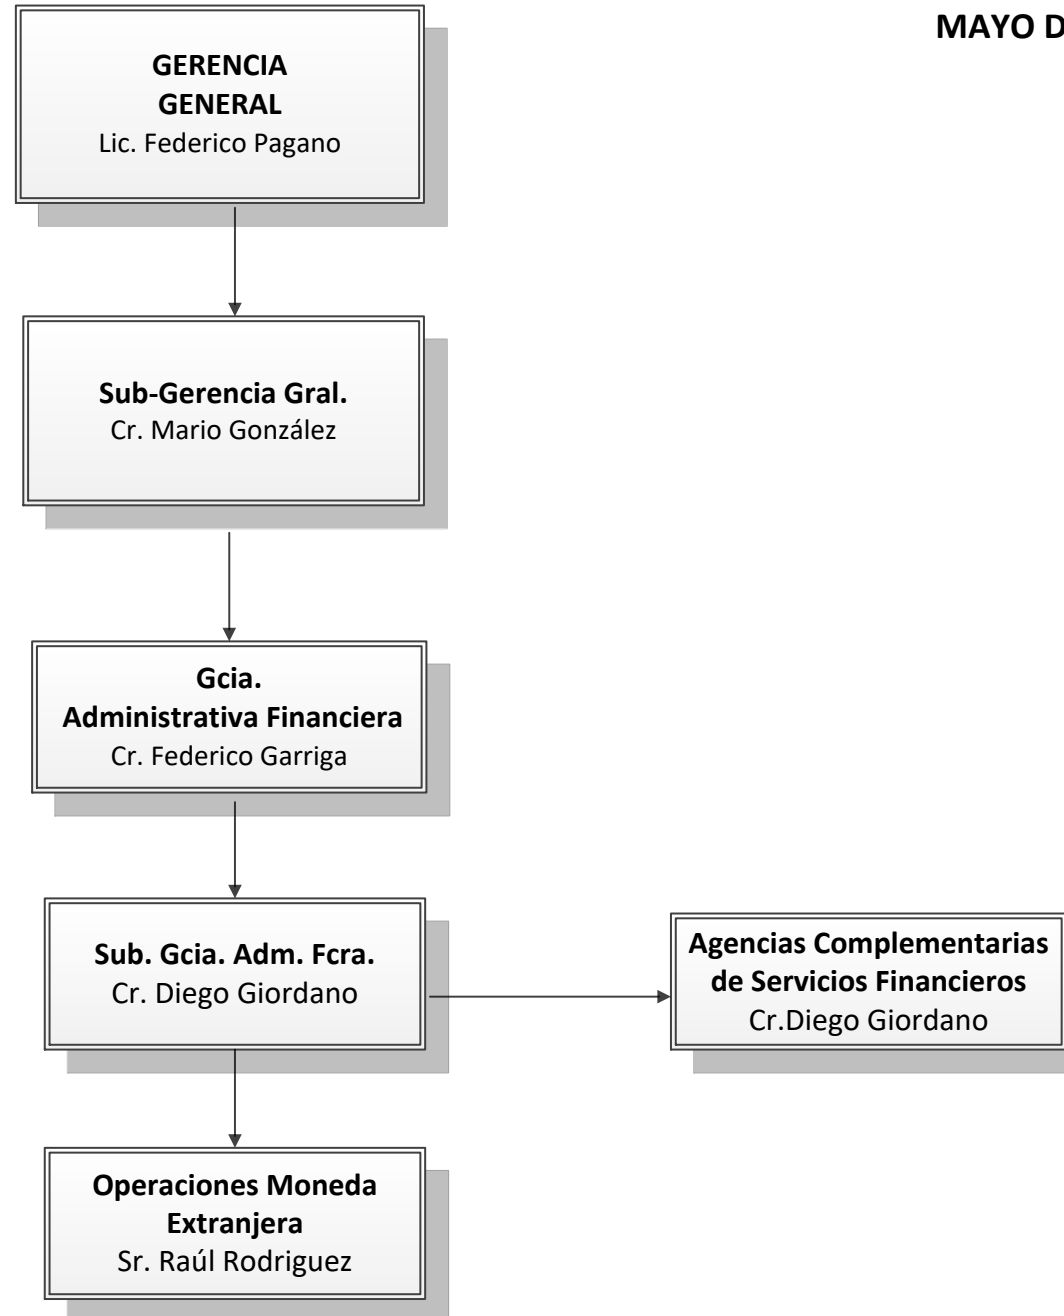 MAYO D
GERENCIA
GENERAL
Lic. Federico Pagano
Sub-Gerencia Gral.
Cr. Mario González
Gcia.
Administrativa Financiera
Cr. Federico Garriga
Sub. Gcia. Adm. Fcra.
Cr. Diego Giordano
Agencias Complementarias
de Servicios Financieros
Cr.Diego Giordano
Operaciones Moneda
Extranjera
Sr. Raúl Rodriguez